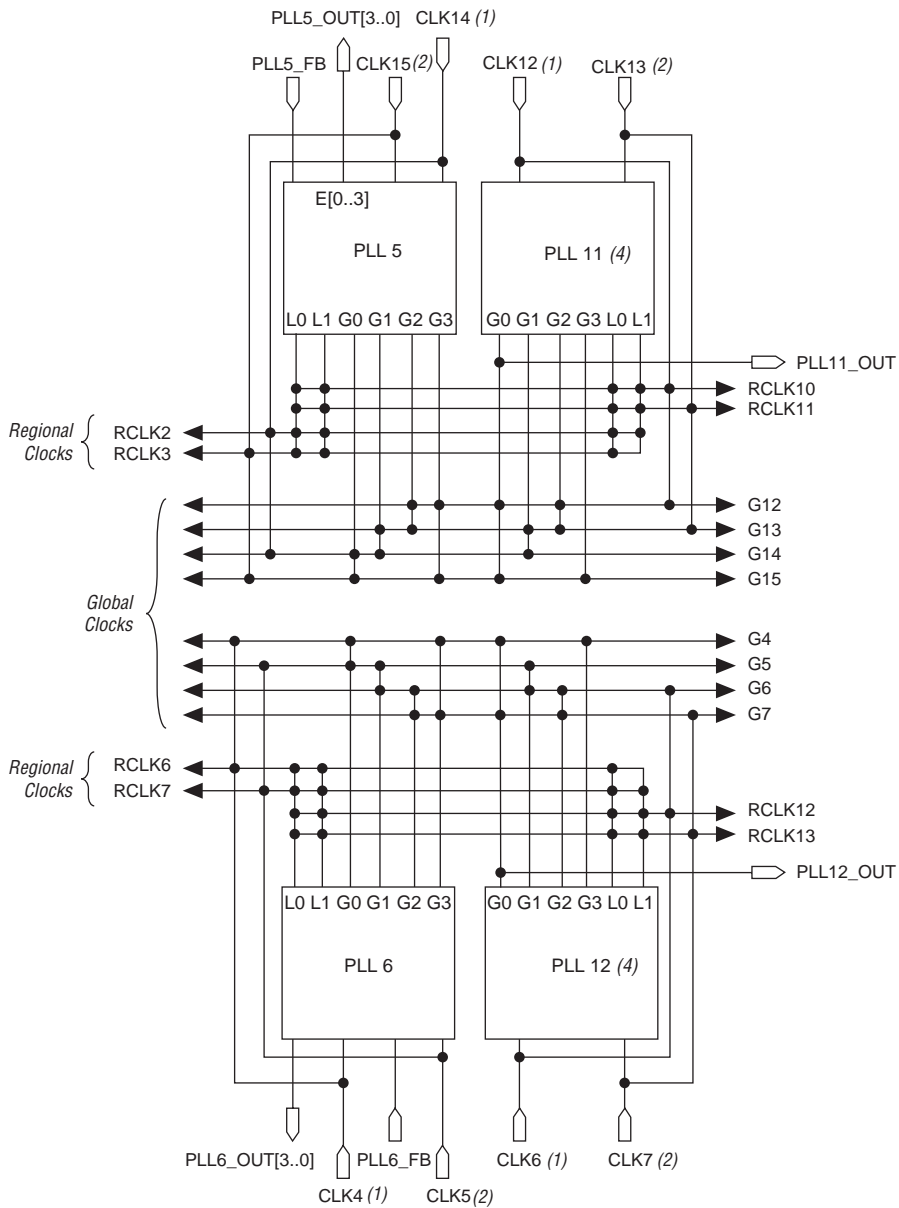 PLL5_OUT[3..0] CLK14 (1)
PLL5_FB CLK15 (2) CLK12 (1) CLK13 (2)
E[0..3]
PLL 5 PLL 11 (4)
L0 L1 G0 G1 G2 G3 G0 G1 G2 G3 L0 L1
PLL11_OUT
RCLK10
RCLK11
Regional Clocks
RCLK2
RCLK3
G12
G13
G14
G15
Global
Clocks
G4
G5
G6
G7
Regional
Clocks
RCLK6
RCLK7
RCLK12
RCLK13
PLL12_OUT
L0 L1 G0 G1 G2 G3 G0 G1 G2 G3 L0 L1
PLL 6 PLL 12 (4)
PLL6_OUT[3..0] PLL6_FB CLK6 (1) CLK7 (2)
CLK4 (1) CLK5 (2)